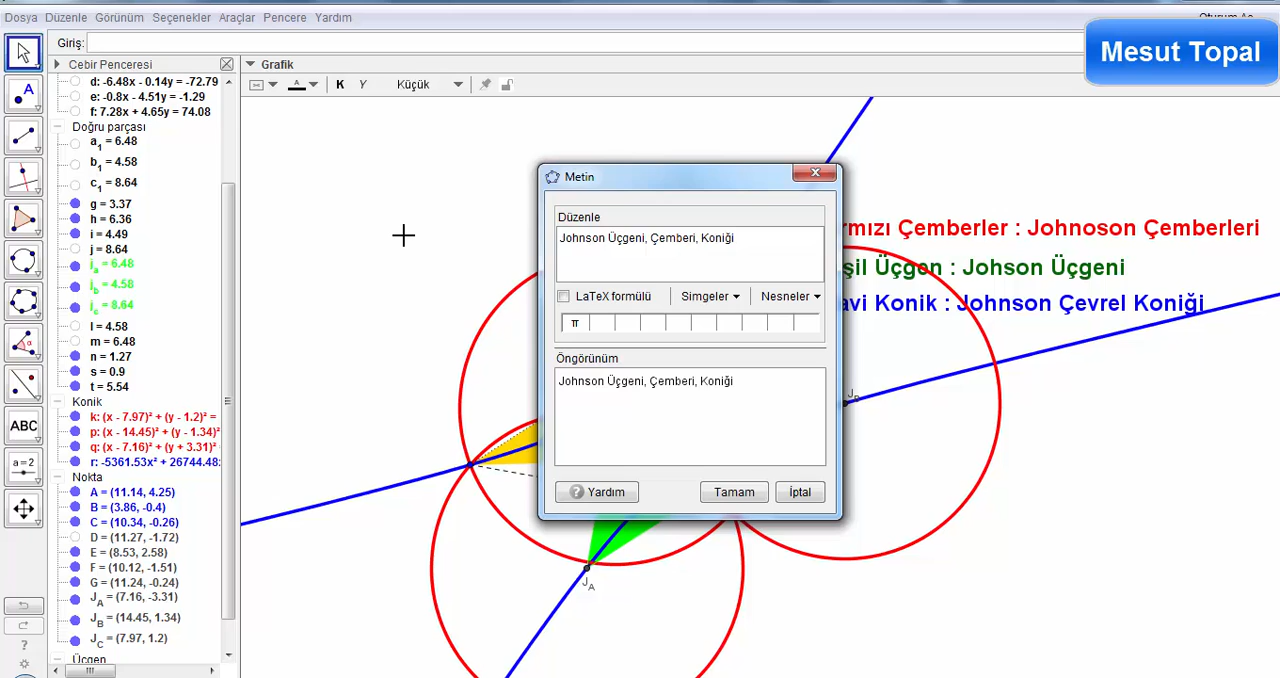 Dosya Düzenle Görünüm Seçenekler Araçlar Pencere Yardım
Mesut Topal
Giriş:
Cebir Penceresi
Grafik
K Y Küçük
d: -6.48x - 0.14y = -72.79
e: -0.8x - 4.51y = -1.29
f: 7.28x + 4.65y = 74.08
Doğru parçası
a1 = 6.48
b1 = 4.58
c1 = 8.64
g = 3.37
h = 6.36
i = 4.49
j = 8.64
ja = 6.48
jb = 4.58
jc = 8.64
l = 4.58
m = 6.48
n = 1.27
s = 0.9
t = 5.54
Konik
k: (x - 7.97)² + (y - 1.2)² =
p: (x - 14.45)² + (y - 1.34)²
q: (x - 7.16)² + (y + 3.31)²
r: -5361.53x² + 26744.48
Nokta
A = (11.14, 4.25)
B = (3.86, -0.4)
C = (10.34, -0.26)
D = (11.27, -1.72)
E = (8.53, 2.58)
F = (10.12, -1.51)
G = (11.24, -0.24)
JA = (7.16, -3.31)
JB = (14.45, 1.34)
JC = (7.97, 1.2)
Üçgen
A
ABC
a=2
α
Metin
Düzenle
Johnson Üçgeni, Çemberi, Koniği
LaTeX formülü Simgeler Nesneler
π
Öngörünüm
Johnson Üçgeni, Çemberi, Koniği
Yardım Tamam İptal
rmızı Çemberler : Johnoson Çemberleri
şil Üçgen : Johson Üçgeni
avi Konik : Johnson Çevrel Koniği
JA